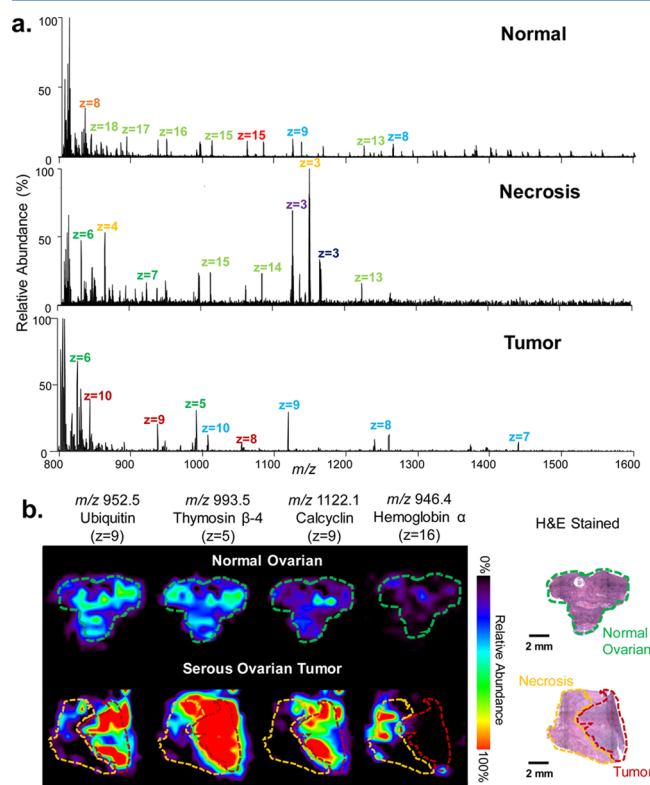 a.
Normal
100
50
0
z=8
z=18
z=17
z=16
z=15
z=15
z=9
z=13
z=8
Necrosis
100
50
0
z=6
z=4
z=7
z=15
z=14
z=3
z=3
z=3
z=13
Relative Abundance (%)
Tumor
100
50
0
z=6
z=10
z=9
z=5
z=10
z=8
z=9
z=8
z=7
800 900 1000 1100 1200 1300 1400 1500 1600
m/z
b.
m/z 952.5 m/z 993.5 m/z 1122.1 m/z 946.4
Ubiquitin Thymosin β-4 Calcyclin Hemoglobin α
(z=9) (z=5) (z=9) (z=16)
H&E Stained
Normal Ovarian
Serous Ovarian Tumor
0%
Relative Abundance
100%
2 mm
Normal
Ovarian
Necrosis
2 mm
Tumor